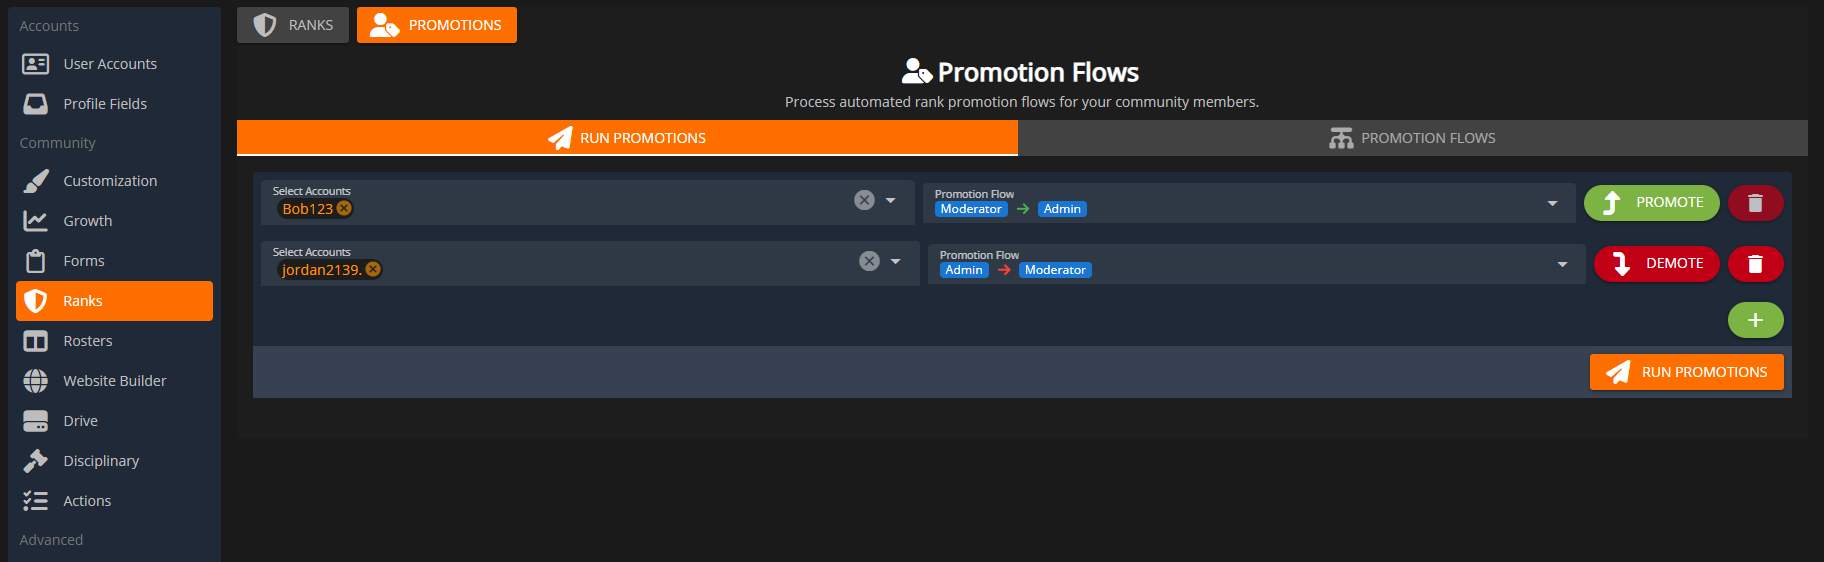 Accounts
User Accounts
Profile Fields
Community
Customization
Growth
Forms
Ranks
Rosters
Website Builder
Drive
Disciplinary
Actions
Advanced
RANKS
PROMOTIONS
Promotion Flows
Process automated rank promotion flows for your community members.
RUN PROMOTIONS
PROMOTION FLOWS
Select Accounts
Bob123
Promotion Flow
Moderator → Admin
PROMOTE
Select Accounts
jordan2139.
Promotion Flow
Admin → Moderator
DEMOTE
RUN PROMOTIONS